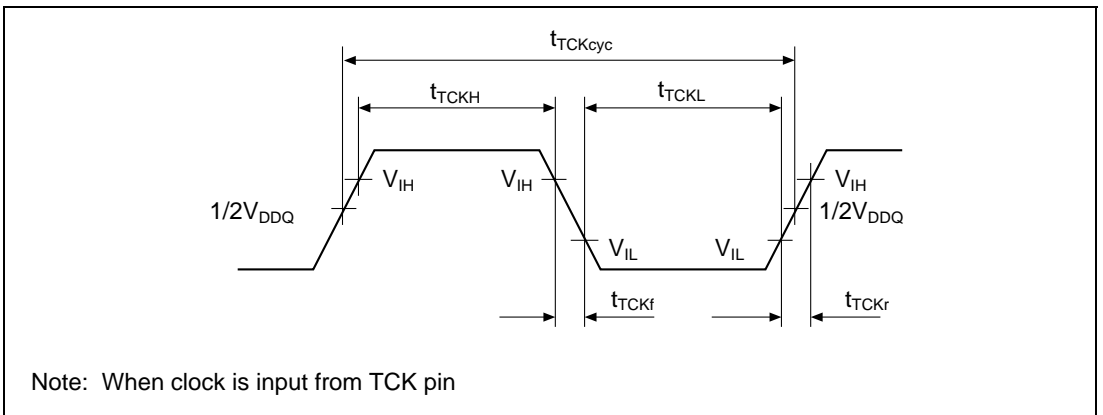 tTCKcyc
tTCKH tTCKL
VIH VIH VIH
1/2VDDQ 1/2VDDQ
VIL VIL
tTCKf tTCKr
Note: When clock is input from TCK pin